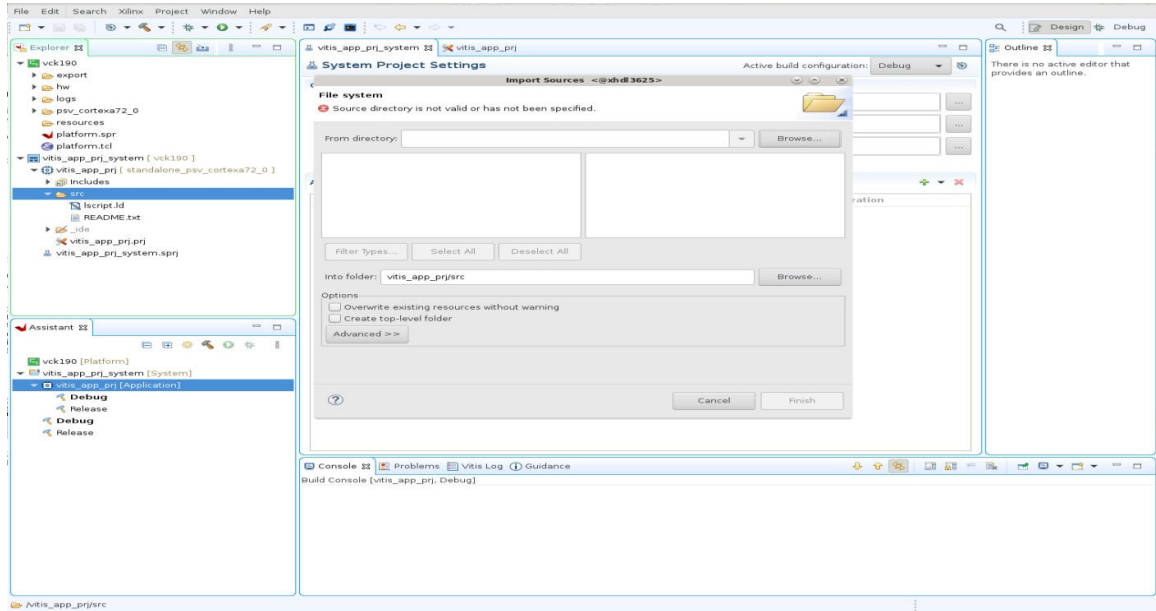 File Edit Search Xilinx Project Window Help
Design Debug
Explorer
vck190
export
hw
logs
psv_cortexa72_0
resources
platform.spr
platform.tcl
vitis_app_prj_system [ vck190 ]
vitis_app_prj [ standalone_psv_cortexa72_0 ]
Includes
src
lscript.ld
README.txt
_ide
vitis_app_prj.prj
vitis_app_prj_system.sprj
Assistant
vck190 [Platform]
vitis_app_prj_system [System]
vitis_app_prj [Application]
Debug
Release
Debug
Release
vitis_app_prj_system vitis_app_prj
System Project Settings Active build configuration: Debug
Import Sources <@xhdl3625>
File system
Source directory is not valid or has not been specified.
From directory: Browse...
Filter Types... Select All Deselect All
Into folder: vitis_app_prj/src Browse...
Options
Overwrite existing resources without warning
Create top-level folder
Advanced >>
Cancel Finish
ration
Outline
There is no active editor that
provides an outline.
Console Problems Vitis Log Guidance
Build Console [vitis_app_prj, Debug]
/vitis_app_prj/src